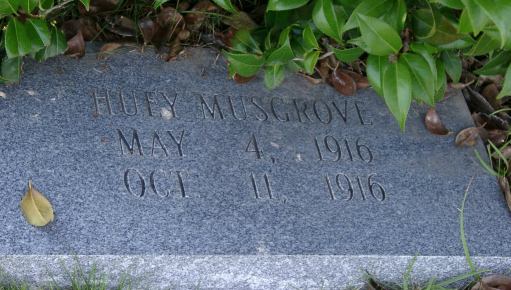 HUEY MUSGROVE
MAY 4, 1916
OCT 11, 1916